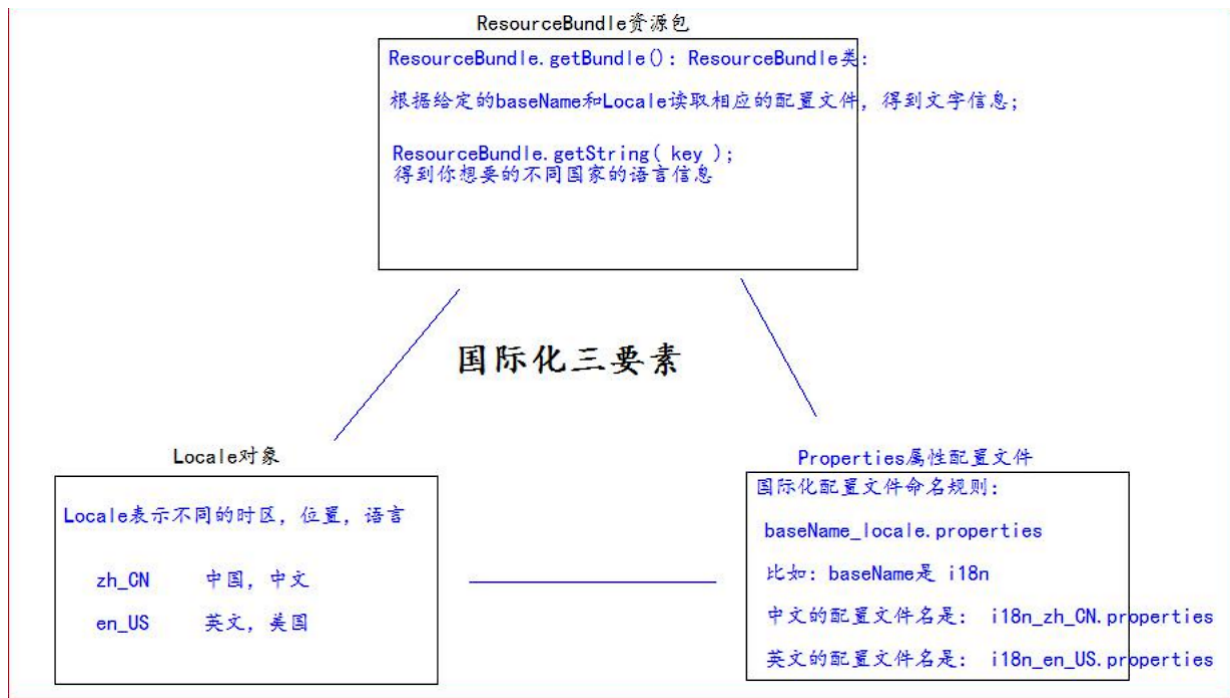 ResourceBundle资源包
ResourceBundle.getBundle(): ResourceBundle类:
根据给定的baseName和Locale读取相应的配置文件，得到文字信息;
ResourceBundle.getString( key );
得到你想要的不同国家的语言信息
国际化三要素
Locale对象
Locale表示不同的时区，位置，语言
zh_CN 中国，中文
en_US 英文，美国
Properties属性配置文件
国际化配置文件命名规则:
baseName_locale.properties
比如: baseName是 i18n
中文的配置文件名是: i18n_zh_CN.properties
英文的配置文件名是: i18n_en_US.properties